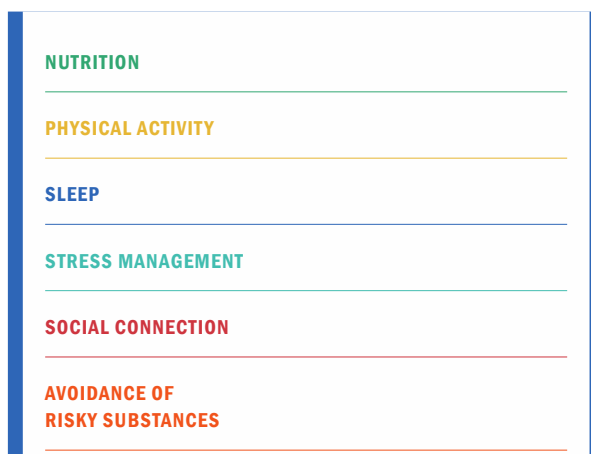 NUTRITION
PHYSICAL ACTIVITY
SLEEP
STRESS MANAGEMENT
SOCIAL CONNECTION
AVOIDANCE OF
RISKY SUBSTANCES